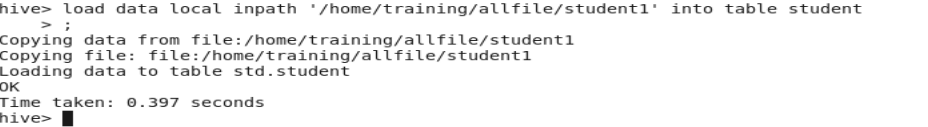 hive> load data local inpath '/home/training/allfile/student1' into table student
    > ;
Copying data from file:/home/training/allfile/student1
Copying file: file:/home/training/allfile/student1
Loading data to table std.student
OK
Time taken: 0.397 seconds
hive>